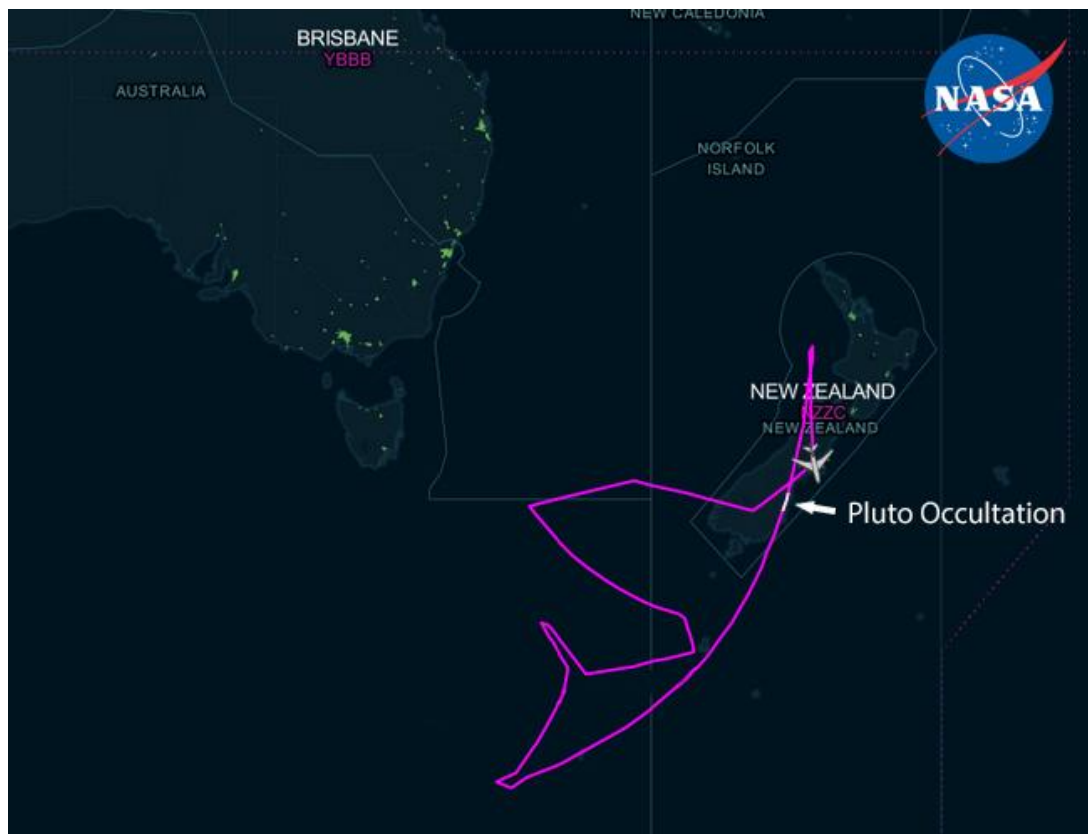 NEW CALEDONIA
BRISBANE
YBBB
AUSTRALIA
NASA
NORFOLK
ISLAND
NEW ZEALAND
NZZC
NEW ZEALAND
Pluto Occultation